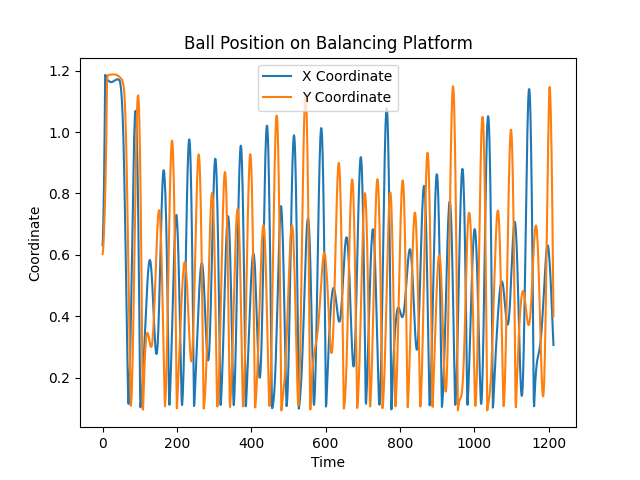 Ball Position on Balancing Platform
X Coordinate
Y Coordinate
Coordinate
1.2
1.0
0.8
0.6
0.4
0.2
0 200 400 600 800 1000 1200
Time